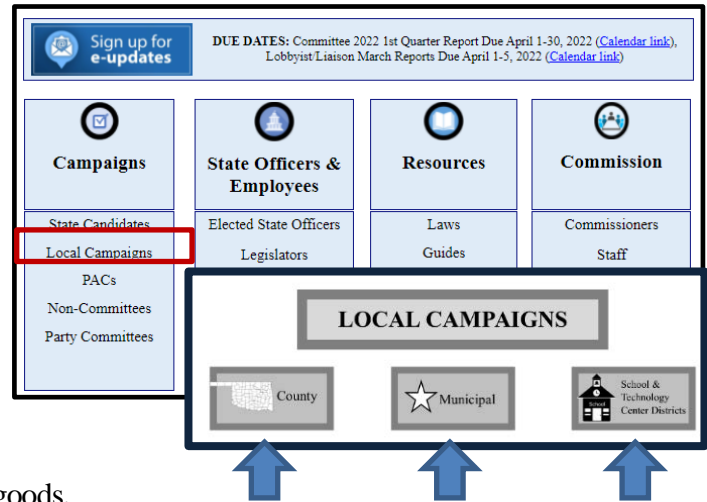 Sign up for
e-updates
DUE DATES: Committee 2022 1st Quarter Report Due April 1-30, 2022 (Calendar link),
Lobbyist/Liaison March Reports Due April 1-5, 2022 (Calendar link)
Campaigns
State Candidates
Local Campaigns
PACs
Non-Committees
Party Committees
State Officers &
Employees
Elected State Officers
Legislators
Resources
Laws
Guides
Commission
Commissioners
Staff
LOCAL CAMPAIGNS
County
Municipal
School
School &
Technology
Center Districts
goods.